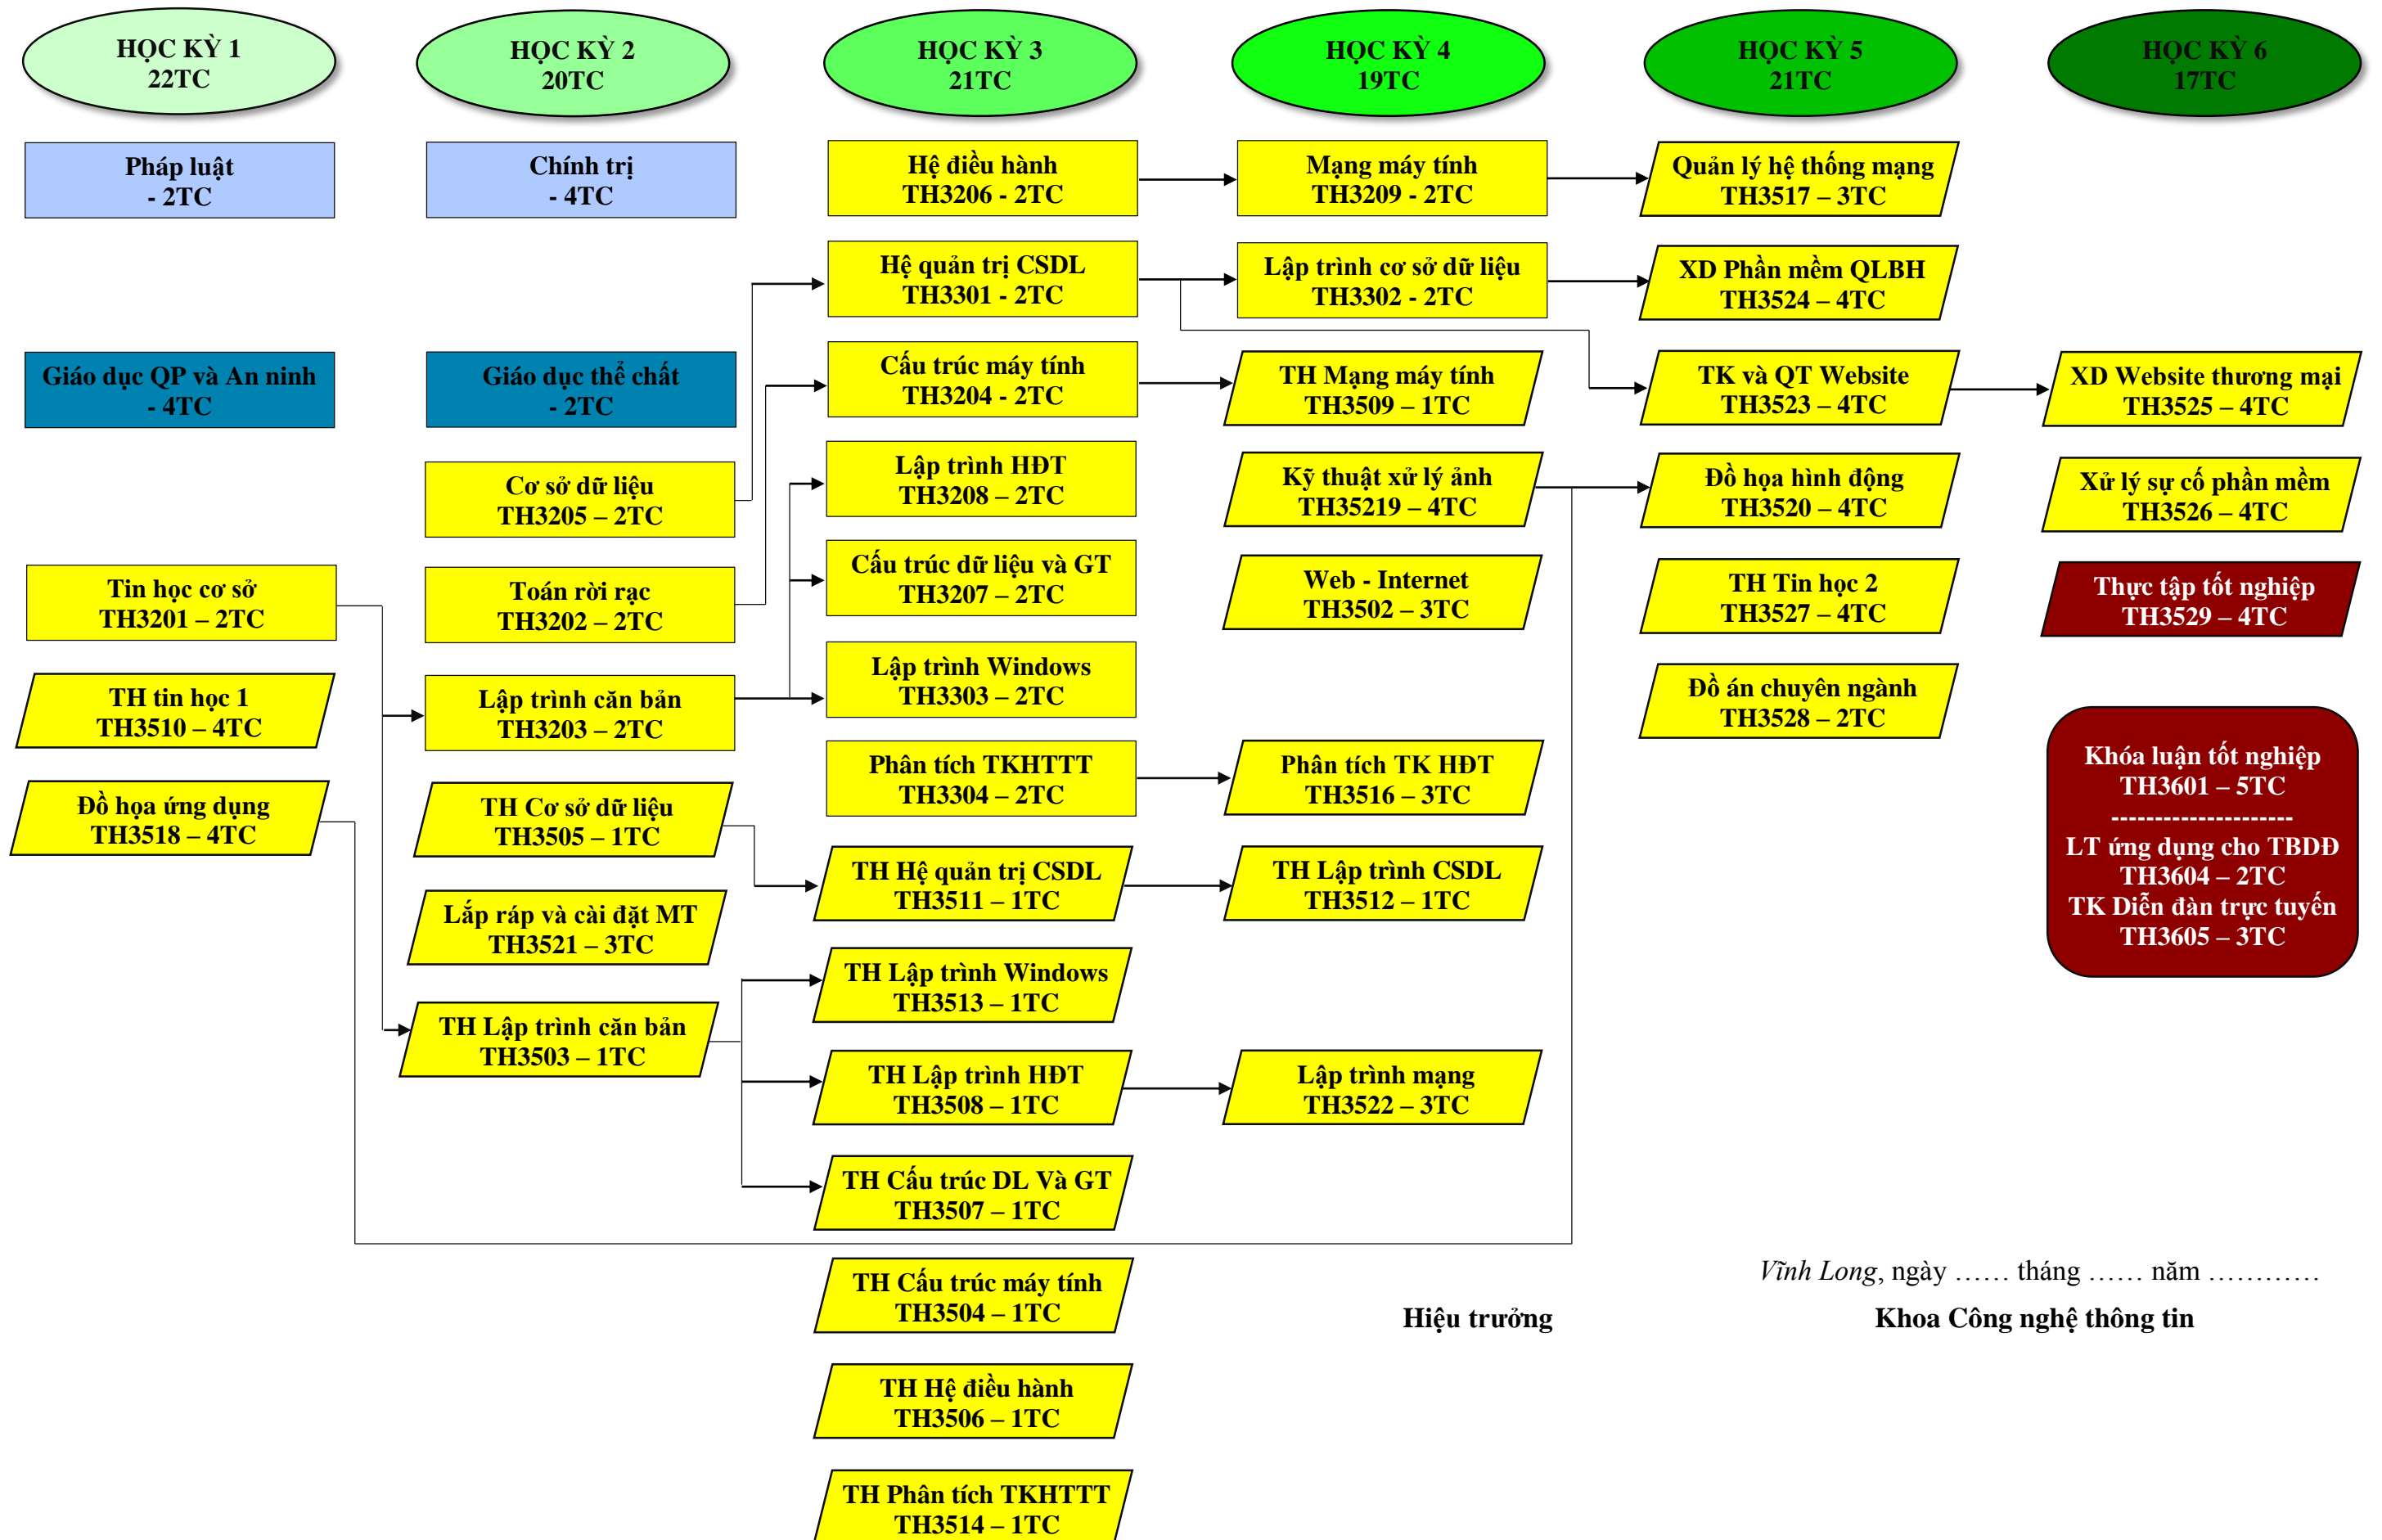 HỌC KỲ 1
22TC
HỌC KỲ 2
20TC
HỌC KỲ 3
21TC
HỌC KỲ 4
19TC
HỌC KỲ 5
21TC
HỌC KỲ 6
17TC
Pháp luật
- 2TC
Chính trị
- 4TC
Hệ điều hành
TH3206 - 2TC
Mạng máy tính
TH3209 - 2TC
Quản lý hệ thống mạng
TH3517 – 3TC
Hệ quản trị CSDL
TH3301 - 2TC
Lập trình cơ sở dữ liệu
TH3302 - 2TC
XD Phần mềm QLBH
TH3524 – 4TC
Giáo dục QP và An ninh
- 4TC
Giáo dục thể chất
- 2TC
Cấu trúc máy tính
TH3204 - 2TC
TH Mạng máy tính
TH3509 – 1TC
TK và QT Website
TH3523 – 4TC
XD Website thương mại
TH3525 – 4TC
Cơ sở dữ liệu
TH3205 – 2TC
Lập trình HĐT
TH3208 – 2TC
Kỹ thuật xử lý ảnh
TH35219 – 4TC
Đồ họa hình động
TH3520 – 4TC
Xử lý sự cố phần mềm
TH3526 – 4TC
Tin học cơ sở
TH3201 – 2TC
Toán rời rạc
TH3202 – 2TC
Cấu trúc dữ liệu và GT
TH3207 – 2TC
Web - Internet
TH3502 – 3TC
TH Tin học 2
TH3527 – 4TC
Thực tập tốt nghiệp
TH3529 – 4TC
TH tin học 1
TH3510 – 4TC
Lập trình căn bản
TH3203 – 2TC
Lập trình Windows
TH3303 – 2TC
Đồ án chuyên ngành
TH3528 – 2TC
Đồ họa ứng dụng
TH3518 – 4TC
TH Cơ sở dữ liệu
TH3505 – 1TC
Phân tích TKHTTT
TH3304 – 2TC
Phân tích TK HĐT
TH3516 – 3TC
Khóa luận tốt nghiệp
TH3601 – 5TC
---------------------
LT ứng dụng cho TBDĐ
TH3604 – 2TC
TK Diễn đàn trực tuyến
TH3605 – 3TC
Lắp ráp và cài đặt MT
TH3521 – 3TC
TH Hệ quản trị CSDL
TH3511 – 1TC
TH Lập trình CSDL
TH3512 – 1TC
TH Lập trình căn bản
TH3503 – 1TC
TH Lập trình Windows
TH3513 – 1TC
TH Lập trình HĐT
TH3508 – 1TC
Lập trình mạng
TH3522 – 3TC
TH Cấu trúc DL Và GT
TH3507 – 1TC
TH Cấu trúc máy tính
TH3504 – 1TC
Vĩnh Long, ngày …… tháng …… năm …………
Hiệu trưởng
Khoa Công nghệ thông tin
TH Hệ điều hành
TH3506 – 1TC
TH Phân tích TKHTTT
TH3514 – 1TC